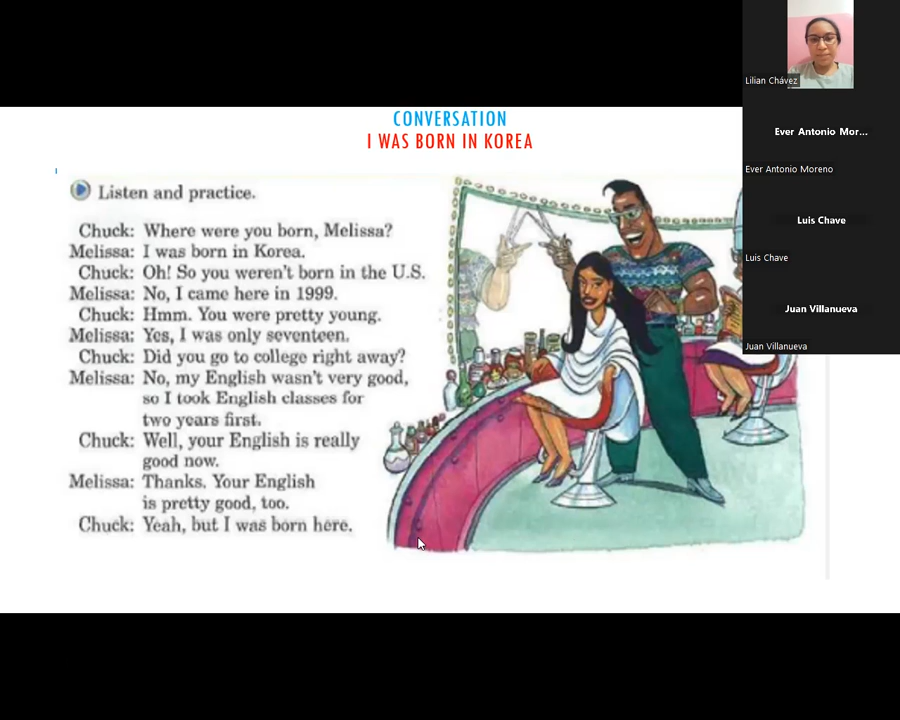 CONVERSATION
I WAS BORN IN KOREA
Listen and practice.
Chuck: Where were you born, Melissa?
Melissa: I was born in Korea.
Chuck: Oh! So you weren't born in the U.S.
Melissa: No, I came here in 1999.
Chuck: Hmm. You were pretty young.
Melissa: Yes, I was only seventeen.
Chuck: Did you go to college right away?
Melissa: No, my English wasn't very good,
so I took English classes for
two years first.
Chuck: Well, your English is really
good now.
Melissa: Thanks. Your English
is pretty good, too.
Chuck: Yeah, but I was born here.
Lilian Chávez
Ever Antonio Mor...
Ever Antonio Moreno
Luis Chave
Luis Chave
Juan Villanueva
Juan Villanueva